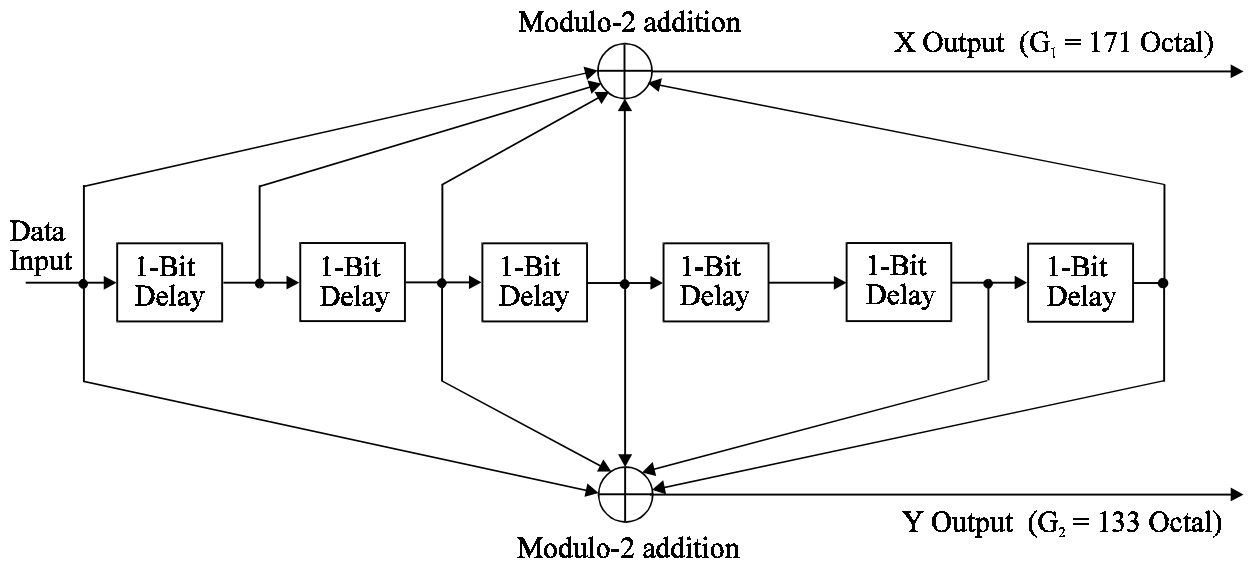 Modulo-2 addition
X Output (G₁ = 171 Octal)
Data
Input
1-Bit
Delay
1-Bit
Delay
1-Bit
Delay
1-Bit
Delay
1-Bit
Delay
1-Bit
Delay
Y Output (G₂ = 133 Octal)
Modulo-2 addition